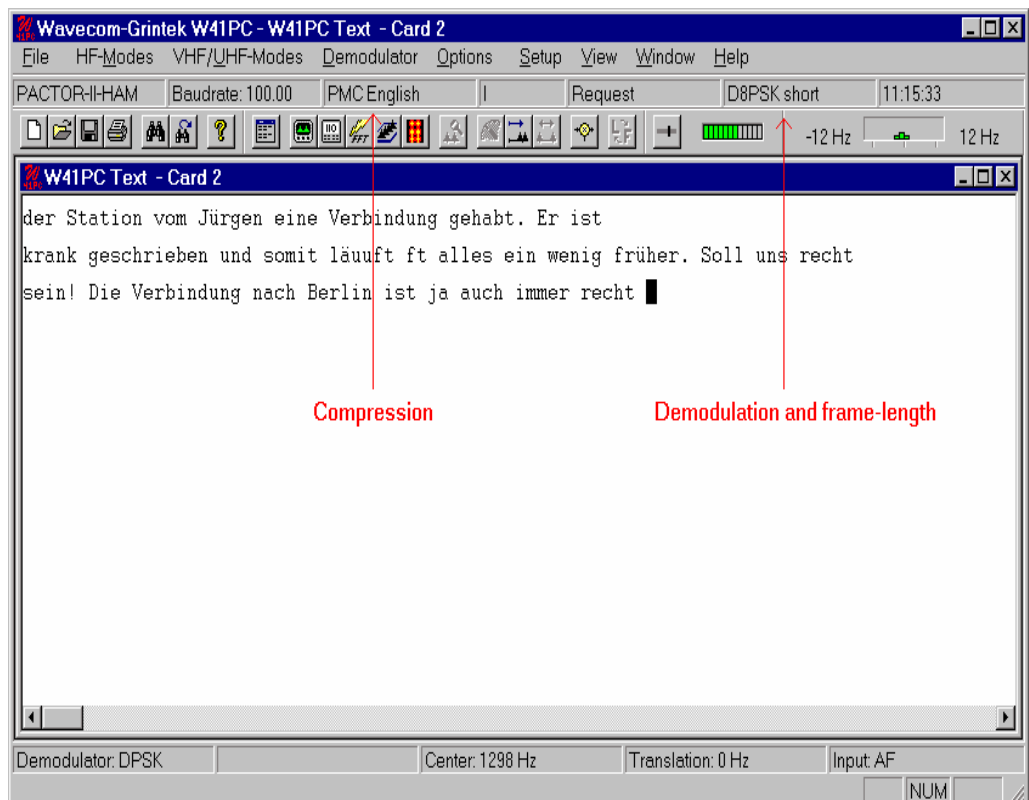 Wavecom-Grintek W41PC - W41PC Text - Card 2
File HF-Modes VHF/UHF-Modes Demodulator Options Setup View Window Help
PACTOR-II-HAM Baudrate: 100.00 PMC English I Request D8PSK short 11:15:33
-12 Hz 12 Hz
W41PC Text - Card 2
der Station vom Jürgen eine Verbindung gehabt. Er ist
krank geschrieben und somit läuuft ft alles ein wenig früher. Soll uns recht
sein! Die Verbindung nach Berlin ist ja auch immer recht
Compression Demodulation and frame-length
Demodulator: DPSK Center: 1298 Hz Translation: 0 Hz Input: AF
NUM